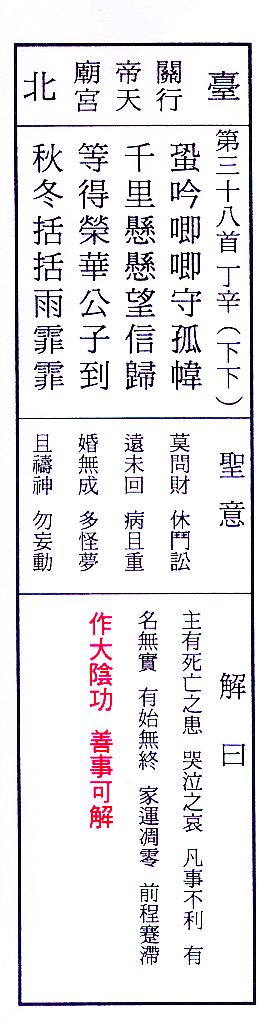 臺
關行
帝天
廟宮
北
第三十八首 丁辛（下下）
蛩吟唧唧守孤幃
千里懸懸望信歸
等得榮華公子到
秋冬括括雨霏霏
聖意
莫問財 休鬥訟
遠未回 病且重
婚無成 多怪夢
且禱神 勿妄動
解曰
主有死亡之患 哭泣之哀 凡事不利 有
名無實 有始無終 家運凋零 前程蹇滯
作大陰功 善事可解